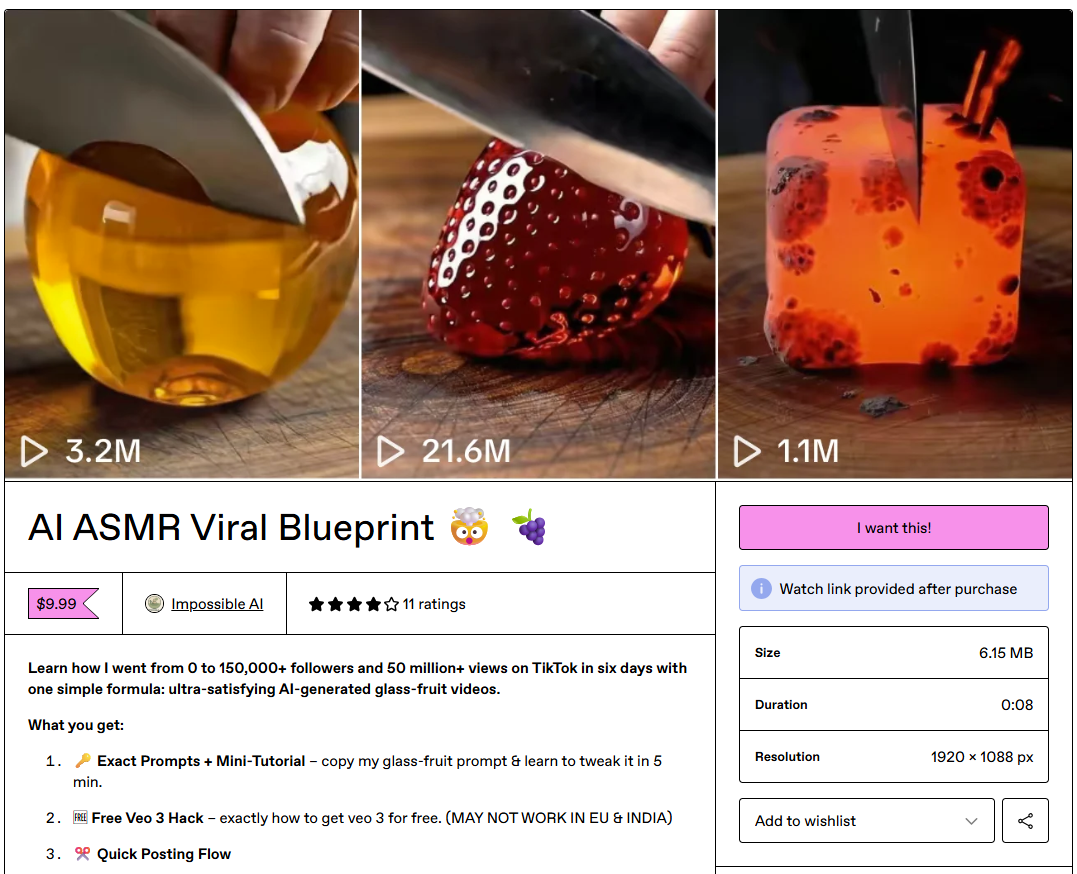 3.2M
21.6M
1.1M
AI ASMR Viral Blueprint 🤯 🍇
$9.99
Impossible AI
11 ratings
Learn how I went from 0 to 150,000+ followers and 50 million+ views on TikTok in six days with
one simple formula: ultra-satisfying AI-generated glass-fruit videos.
What you get:
1. 🔑 Exact Prompts + Mini-Tutorial – copy my glass-fruit prompt & learn to tweak it in 5
min.
2. 🆓 Free Veo 3 Hack – exactly how to get veo 3 for free. (MAY NOT WORK IN EU & INDIA)
3. ✂️ Quick Posting Flow
I want this!
Watch link provided after purchase
Size 6.15 MB
Duration 0:08
Resolution 1920 × 1088 px
Add to wishlist